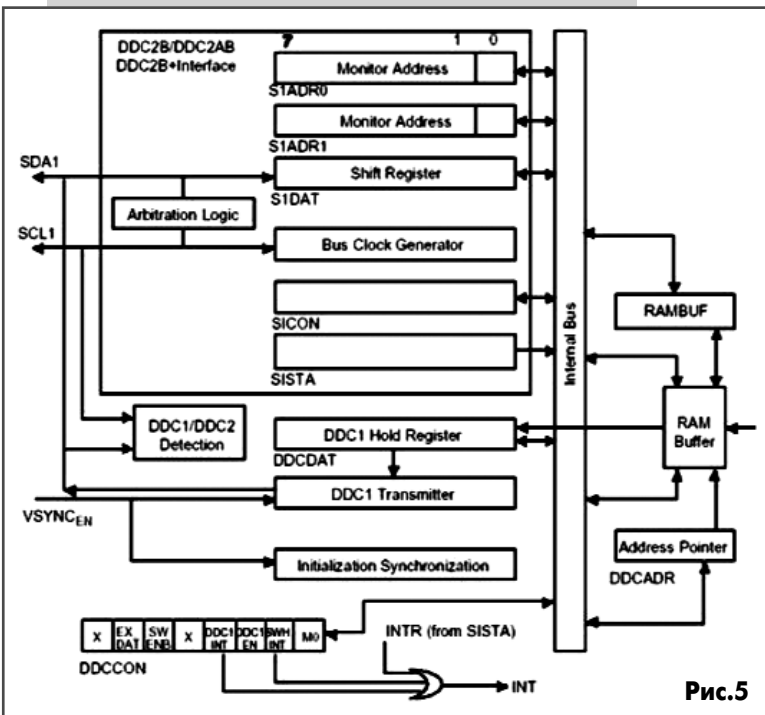 DDC2B/DDC2AB
DDC2B+Interface
7 1 0
Monitor Address
S1ADR0
Monitor Address
S1ADR1
SDA1
Shift Register
S1DAT
Arbitration Logic
SCL1
Bus Clock Generator
SICON
SISTA
Internal Bus
RAMBUF
RAM
Buffer
DDC1/DDC2
Detection
DDC1 Hold Register
DDCDAT
DDC1 Transmitter
VSYNCEN
Initialization Synchronization
Address Pointer
DDCADR
X EX DAT SW ENB X DDC1 INT DDC1 EN SWH INT M0
DDCCON
INTR (from SISTA)
INT
Рис.5